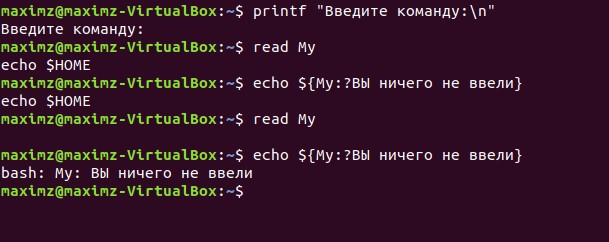 maximz@maximz-VirtualBox:~$ printf "Введите команду:\n"
Введите команду:
maximz@maximz-VirtualBox:~$ read My
echo $HOME
maximz@maximz-VirtualBox:~$ echo ${My:?ВЫ ничего не ввели}
echo $HOME
maximz@maximz-VirtualBox:~$ read My
maximz@maximz-VirtualBox:~$ echo ${My:?ВЫ ничего не ввели}
bash: My: ВЫ ничего не ввели
maximz@maximz-VirtualBox:~$